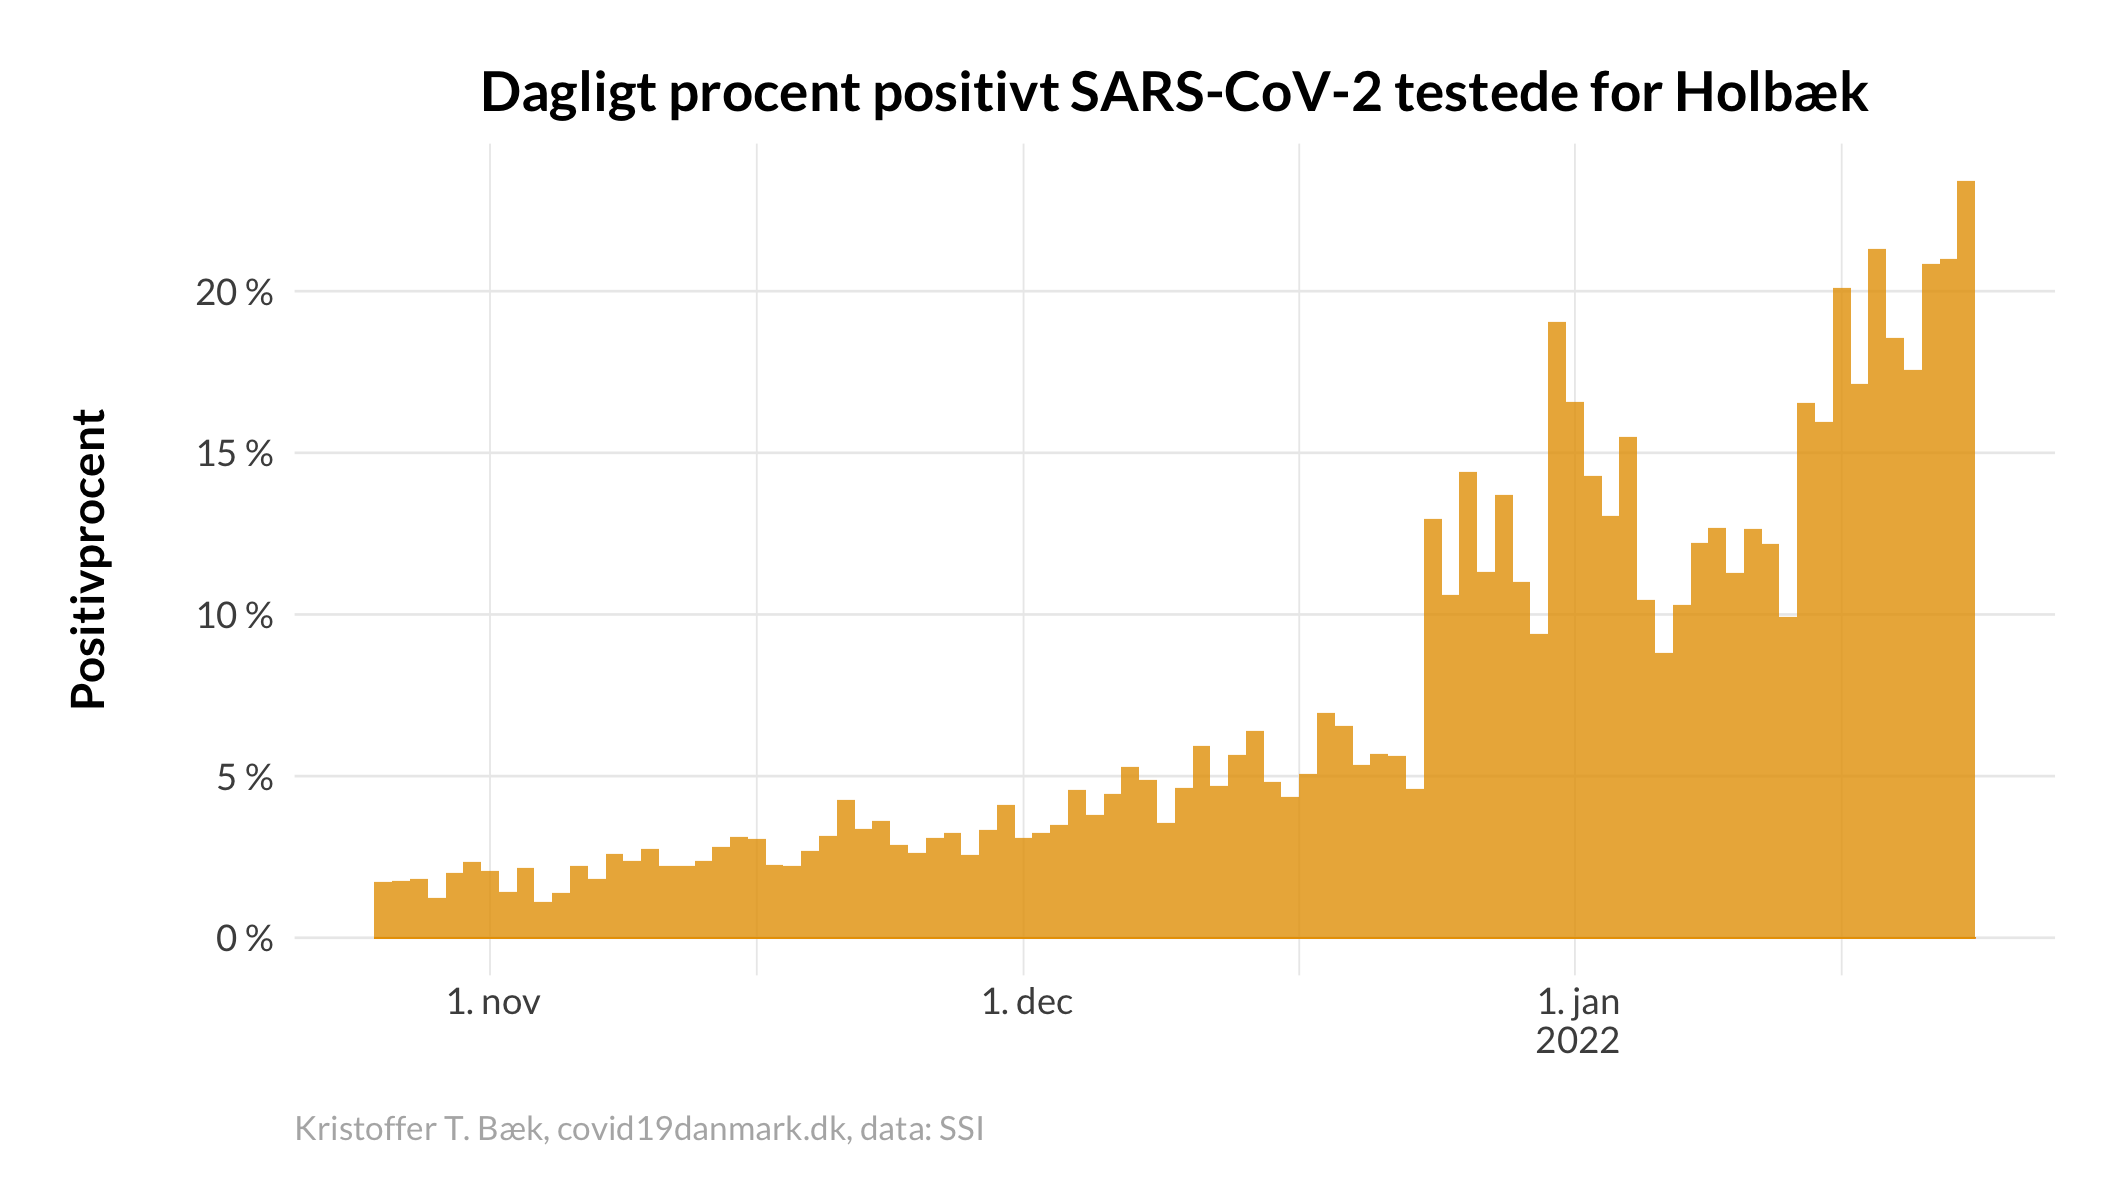 Dagligt procent positivt SARS-CoV-2 testede for Holbæk
Positivprocent
20 %
15 %
10 %
5 %
0 %
1. nov
1. dec
1. jan
2022
Kristoffer T. Bæk, covid19danmark.dk, data: SSI